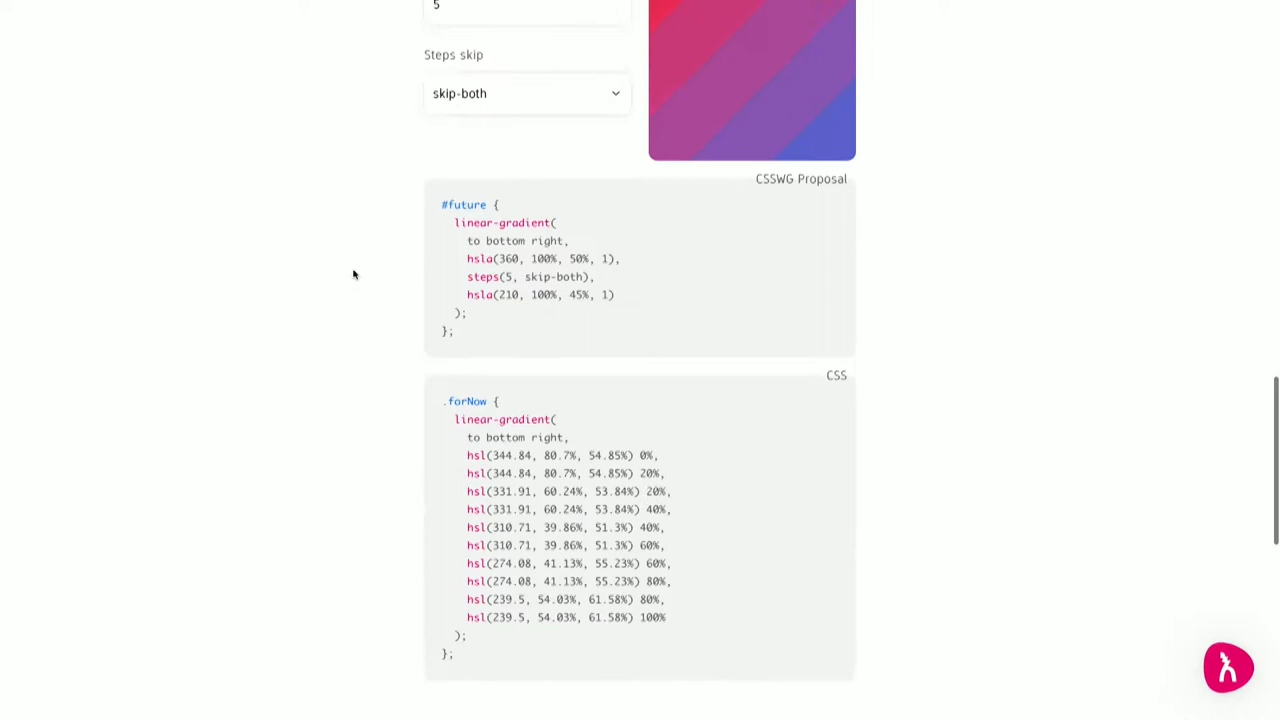 5
Steps skip
skip-both
CSSWG Proposal
#future {
linear-gradient(
to bottom right,
hsla(360, 100%, 50%, 1),
steps(5, skip-both),
hsla(210, 100%, 45%, 1)
);
};
CSS
.forNow {
linear-gradient(
to bottom right,
hsl(344.84, 80.7%, 54.85%) 0%,
hsl(344.84, 80.7%, 54.85%) 20%,
hsl(331.91, 60.24%, 53.84%) 20%,
hsl(331.91, 60.24%, 53.84%) 40%,
hsl(310.71, 39.86%, 51.3%) 40%,
hsl(310.71, 39.86%, 51.3%) 60%,
hsl(274.08, 41.13%, 55.23%) 60%,
hsl(274.08, 41.13%, 55.23%) 80%,
hsl(239.5, 54.03%, 61.58%) 80%,
hsl(239.5, 54.03%, 61.58%) 100%
);
};